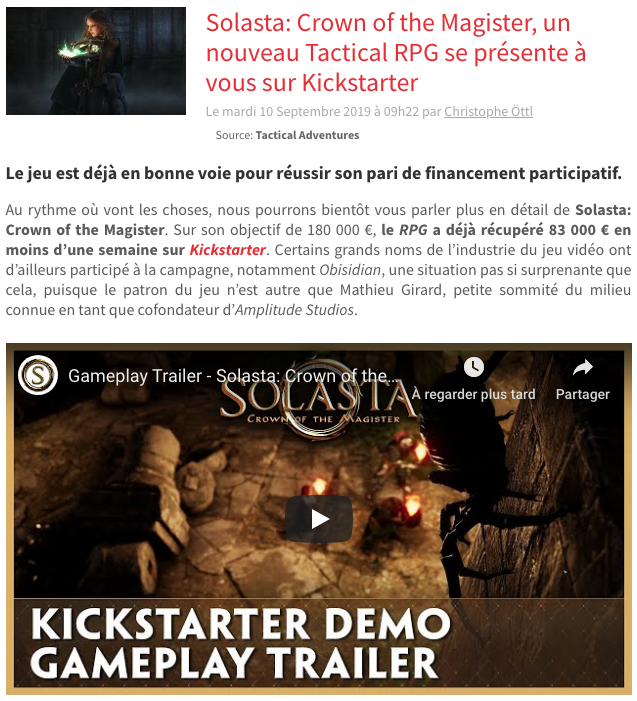 Solasta: Crown of the Magister, un
nouveau Tactical RPG se présente à
vous sur Kickstarter
Le mardi 10 Septembre 2019 à 09h22 par Christophe Öttl
Source: Tactical Adventures
Le jeu est déjà en bonne voie pour réussir son pari de financement participatif.
Au rythme où vont les choses, nous pourrons bientôt vous parler plus en détail de Solasta:
Crown of the Magister. Sur son objectif de 180 000 €, le RPG a déjà récupéré 83 000 € en
moins d’une semaine sur Kickstarter. Certains grands noms de l’industrie du jeu vidéo ont
d’ailleurs participé à la campagne, notamment Obisidian, une situation pas si surprenante que
cela, puisque le patron du jeu n’est autre que Mathieu Girard, petite sommité du milieu
connue en tant que cofondateur d’Amplitude Studios.
S
Gameplay Trailer - Solasta: Crown of the...
À regarder plus tard
Partager
SOLASTA
CROWN OF THE MAGISTER
KICKSTARTER DEMO
GAMEPLAY TRAILER